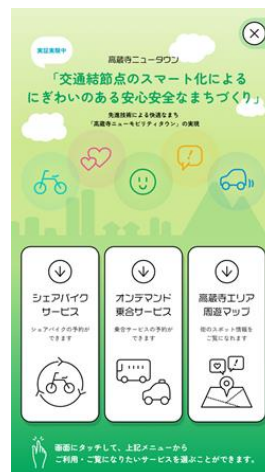 実証実験中
高蔵寺ニュータウン
「交通結節点のスマート化による
にぎわいのある安心安全なまちづくり」
先進技術による快適なまち
「高蔵寺ニューモビリティタウン」の実現
シェアバイク
サービス
シェアバイクの予約が
できます
オンデマンド
乗合サービス
乗合サービスの予約が
できます
高蔵寺エリア
周遊マップ
街のスポット情報を
ご覧になれます
画面にタッチして、上記メニューから
ご利用・ご覧になりたいサービスを選ぶことができます。